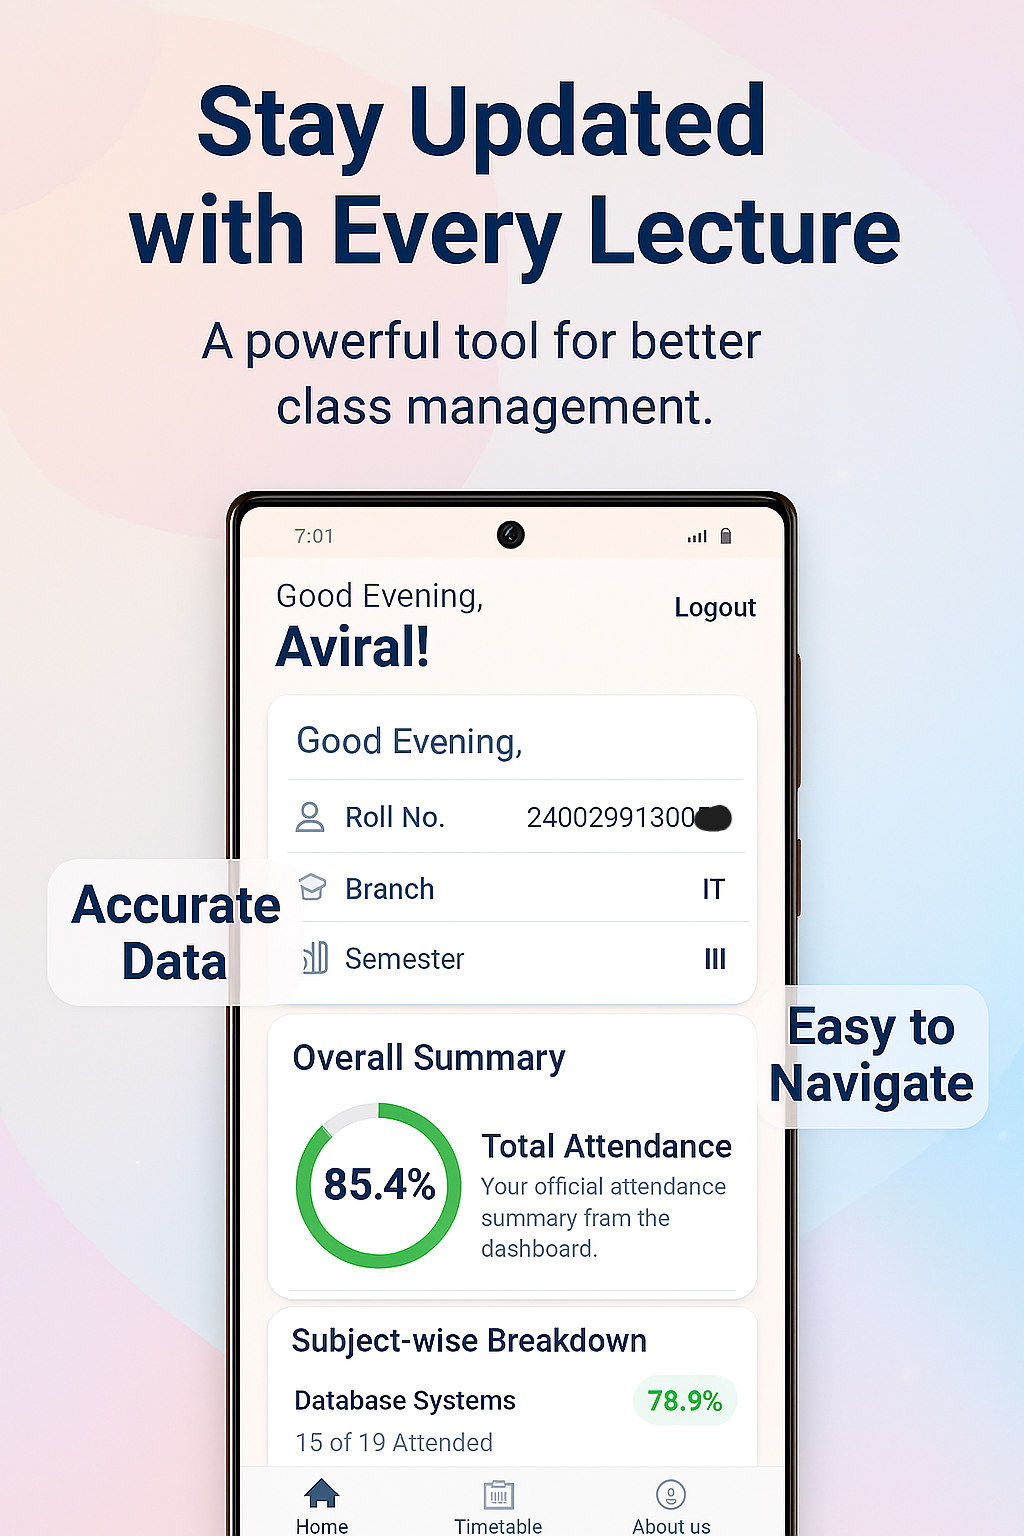 Stay Updated
with Every Lecture
A powerful tool for better
class management.
7:01
Good Evening,
Logout
Aviral!
Good Evening,
Roll No. 24002991300
Accurate
Data
Branch IT
Semester III
Easy to
Navigate
Overall Summary
85.4%
Total Attendance
Your official attendance
summary fram the
dashboard.
Subject-wise Breakdown
Database Systems 78.9%
15 of 19 Attended
Home Timetable About us